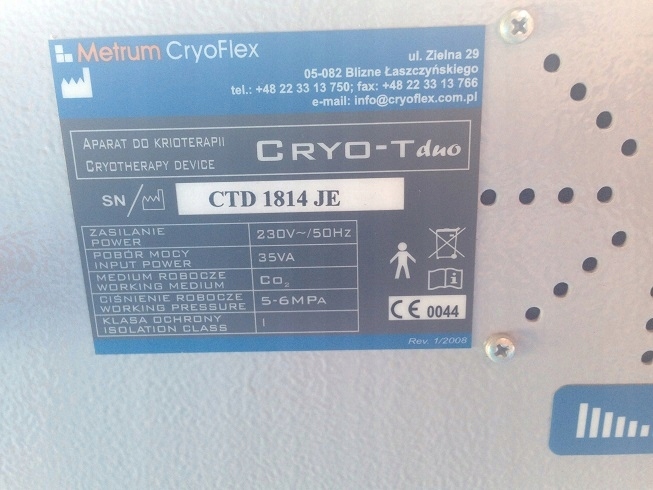 Metrum CryoFlex
ul. Zielna 29
05-082 Blizne Łaszczyńskiego
tel.: +48 22 33 13 750; fax: +48 22 33 13 766
e-mail: info@cryoflex.com.pl
APARAT DO KRIOTERAPII
CRYOTHERAPY DEVICE
CRYO-T duo
SN/
CTD 1814 JE
ZASILANIE
POWER
230V~/50Hz
POBÓR MOCY
INPUT POWER
35VA
MEDIUM ROBOCZE
WORKING MEDIUM
Co₂
CIŚNIENIE ROBOCZE
WORKING PRESSURE
5-6MPA
KLASA OCHRONY
ISOLATION CLASS
I
CE 0044
Rev. 1/2008